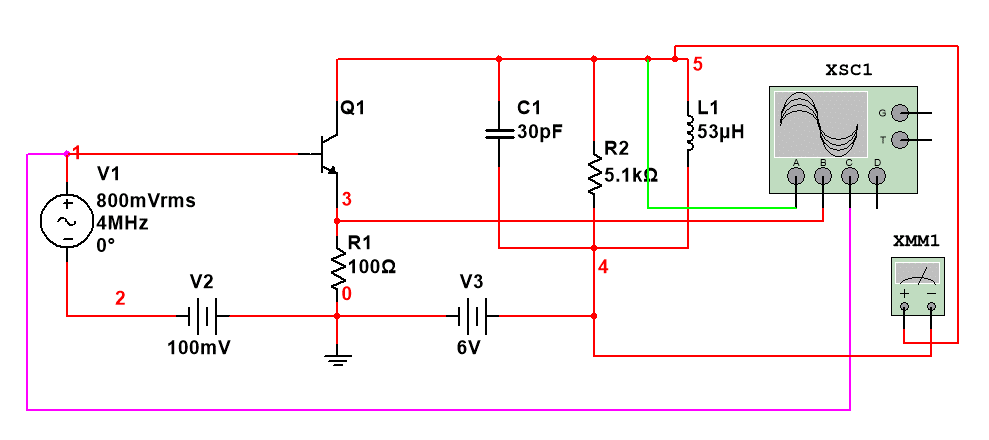 XSC1
5
Q1
C1
30pF
L1
53µH
G
T
R2
5.1kΩ
A B C D
1
V1
800mVrms
4MHz
0°
3
R1
100Ω
0
XMM1
4
2
V2
100mV
V3
6V